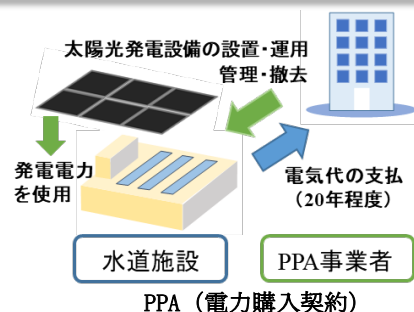 太陽光発電設備の設置・運用
管理・撤去
発電電力
を使用
電気代の支払
（20年程度）
水道施設
PPA事業者
PPA（電力購入契約）